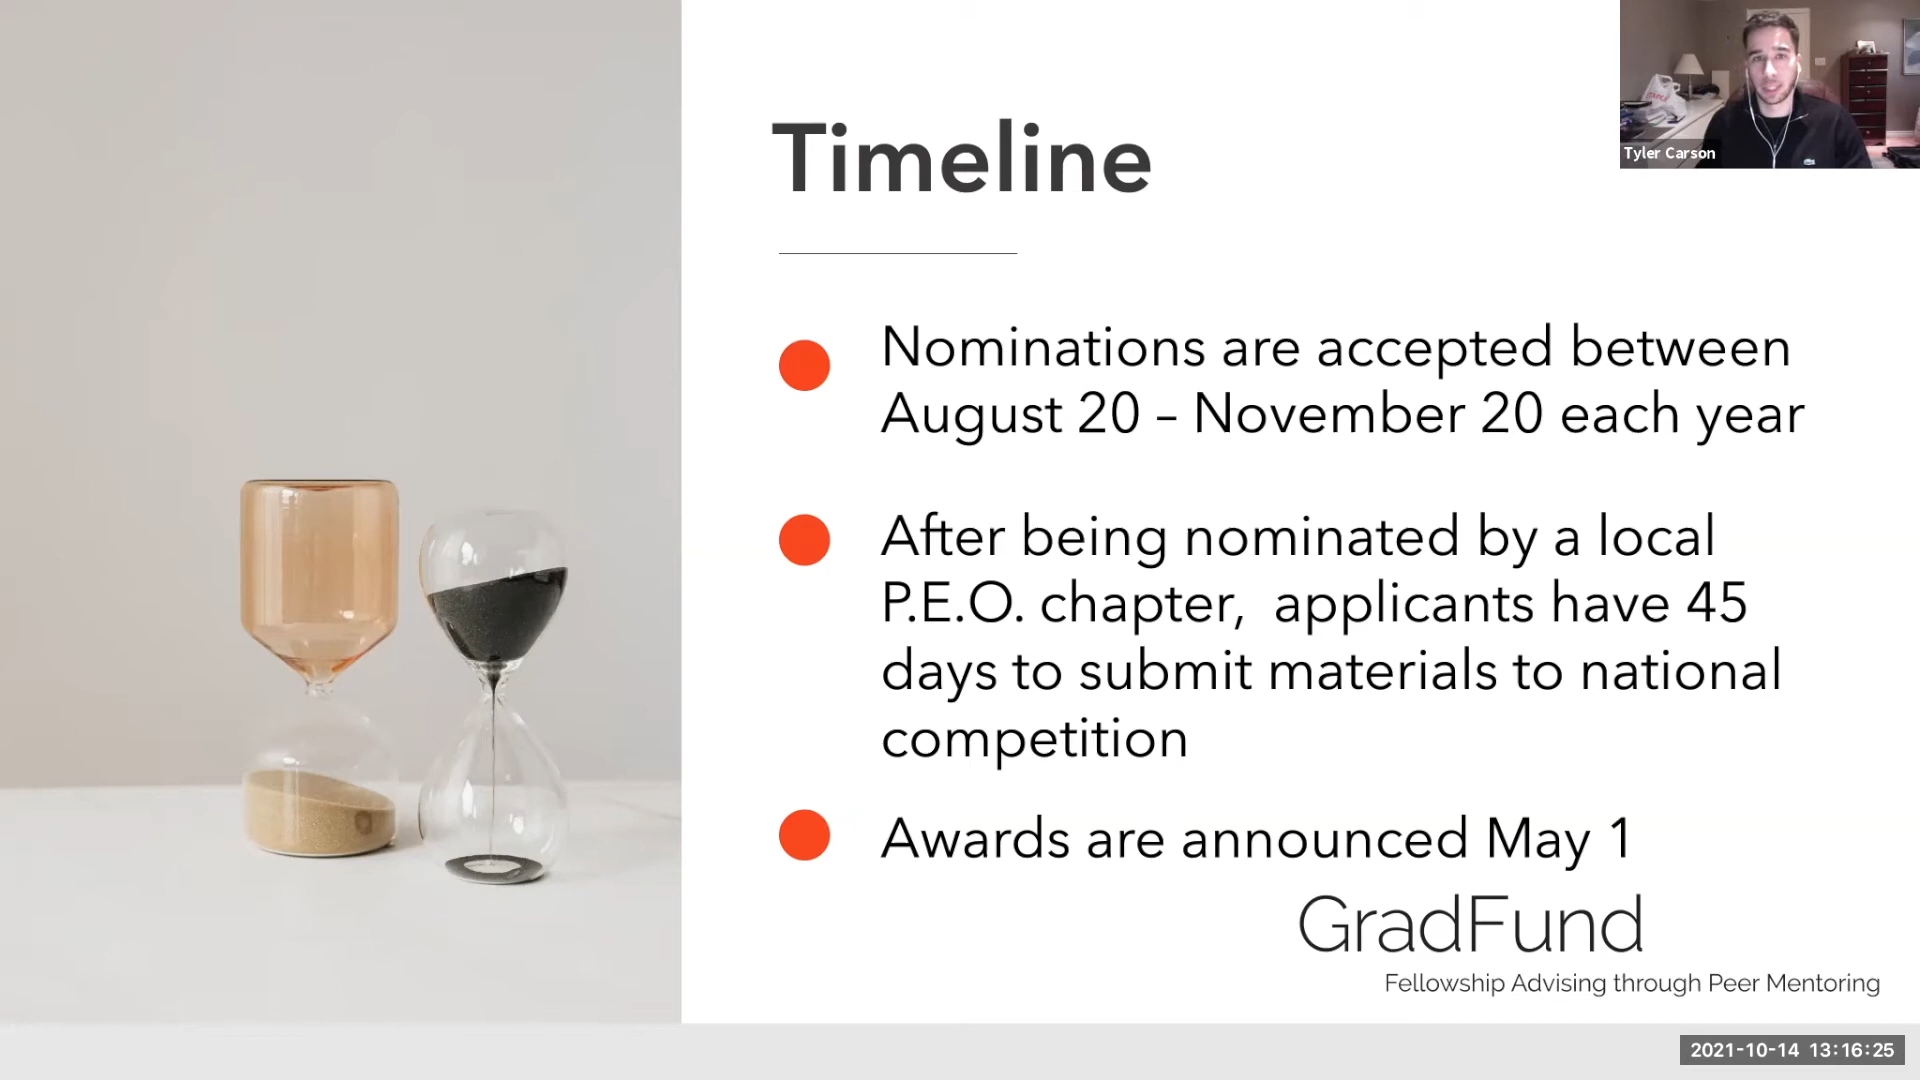 Timeline
Tyler Carson
Nominations are accepted between
August 20 – November 20 each year
After being nominated by a local
P.E.O. chapter, applicants have 45
days to submit materials to national
competition
Awards are announced May 1
GradFund
Fellowship Advising through Peer Mentoring
2021-10-14 13:16:25